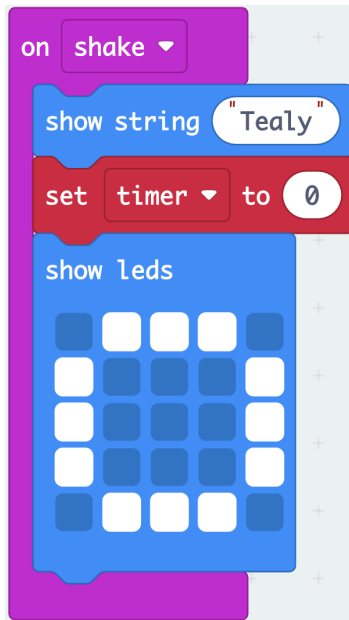 on shake
show string "Tealy"
set timer to 0
show leds